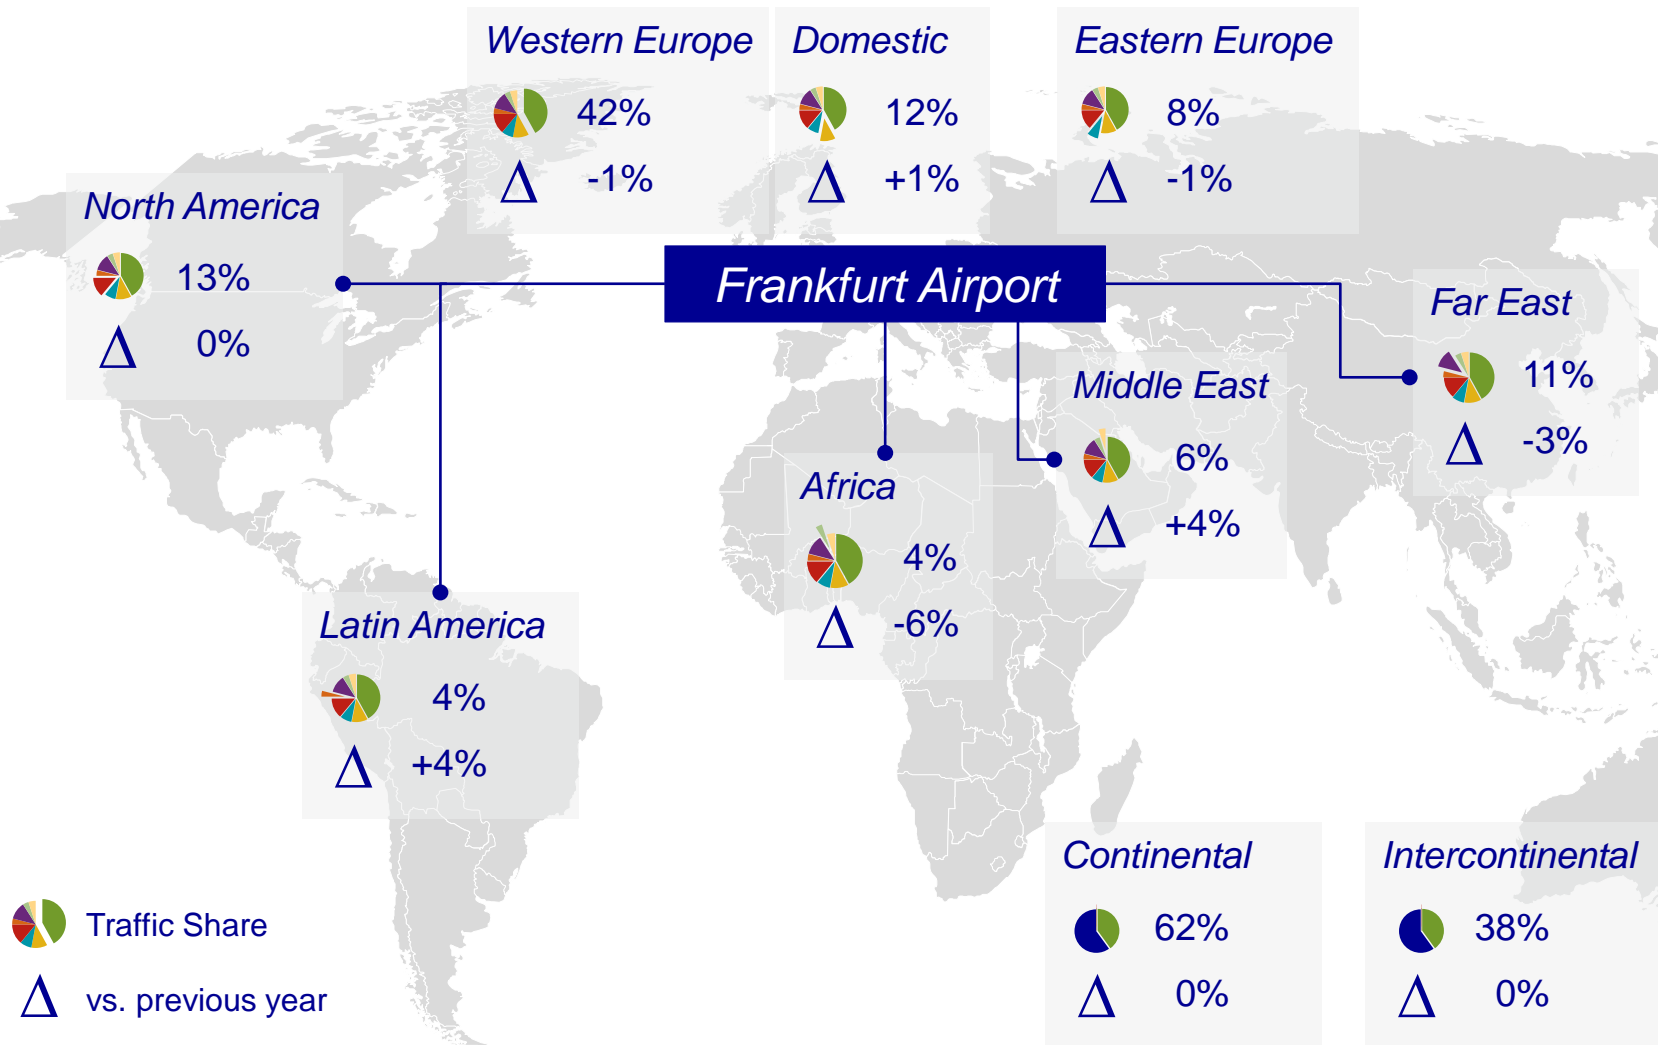 Western Europe
42%
Δ -1%
Domestic
12%
Δ +1%
Eastern Europe
8%
Δ -1%
North America
13%
Δ 0%
Frankfurt Airport
Far East
11%
Δ -3%
Middle East
6%
Δ +4%
Africa
4%
Δ -6%
Latin America
4%
Δ +4%
Continental
62%
Δ 0%
Intercontinental
38%
Δ 0%
Traffic Share
Δ vs. previous year